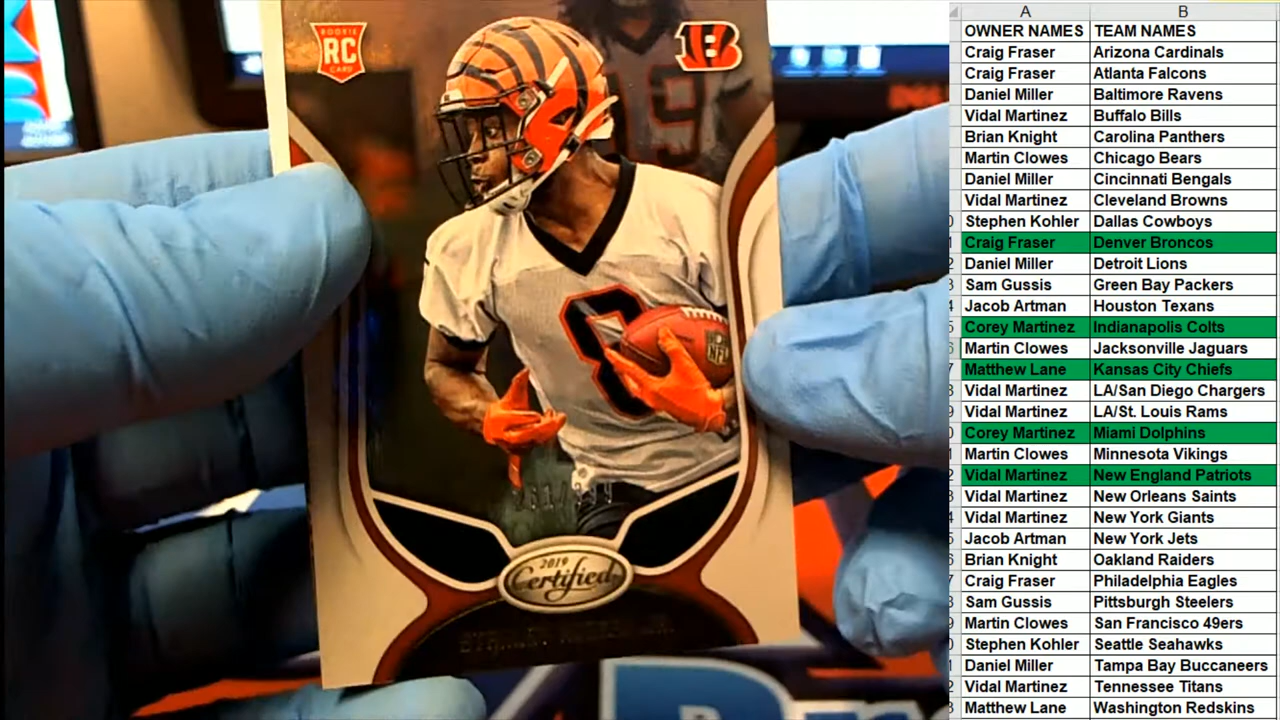 ROOKIE
RC
CARD
B
NFL
2019
Certified
A B
OWNER NAMES TEAM NAMES
Craig Fraser Arizona Cardinals
Craig Fraser Atlanta Falcons
Daniel Miller Baltimore Ravens
Vidal Martinez Buffalo Bills
Brian Knight Carolina Panthers
Martin Clowes Chicago Bears
Daniel Miller Cincinnati Bengals
Vidal Martinez Cleveland Browns
Stephen Kohler Dallas Cowboys
Craig Fraser Denver Broncos
Daniel Miller Detroit Lions
Sam Gussis Green Bay Packers
Jacob Artman Houston Texans
Corey Martinez Indianapolis Colts
Martin Clowes Jacksonville Jaguars
Matthew Lane Kansas City Chiefs
Vidal Martinez LA/San Diego Chargers
Vidal Martinez LA/St. Louis Rams
Corey Martinez Miami Dolphins
Martin Clowes Minnesota Vikings
Vidal Martinez New England Patriots
Vidal Martinez New Orleans Saints
Vidal Martinez New York Giants
Jacob Artman New York Jets
Brian Knight Oakland Raiders
Craig Fraser Philadelphia Eagles
Sam Gussis Pittsburgh Steelers
Martin Clowes San Francisco 49ers
Stephen Kohler Seattle Seahawks
Daniel Miller Tampa Bay Buccaneers
Vidal Martinez Tennessee Titans
Matthew Lane Washington Redskins